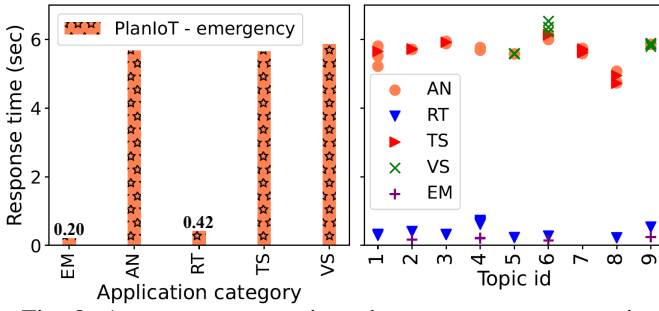 Response time (sec)
6
4
2
0
PlanIoT - emergency
0.20
0.42
EM
AN
RT
TS
VS
Application category
AN
RT
TS
VS
EM
1
2
3
4
5
6
7
8
9
Topic id